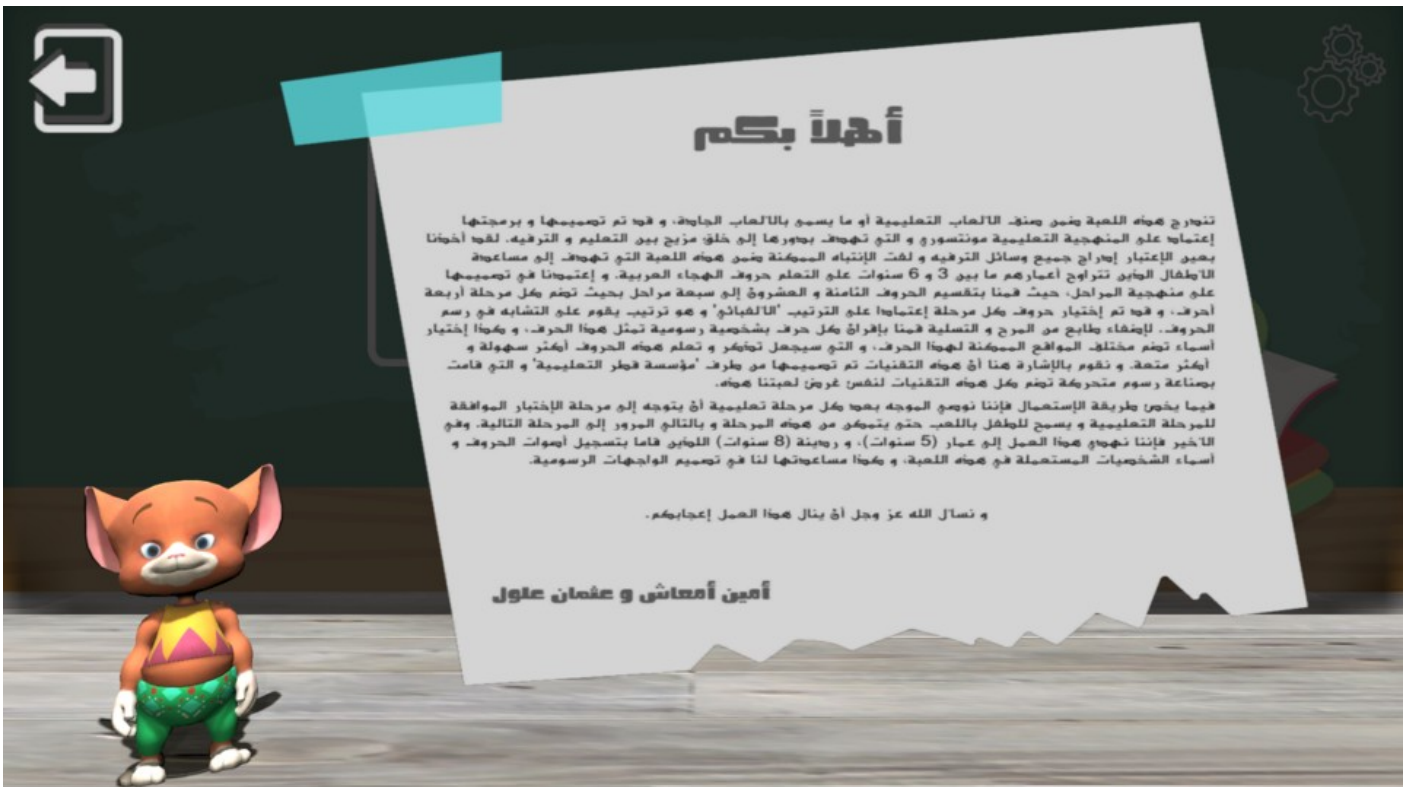 أهلاً بكم
تندرج هذه اللعبة ضمن صنف الالعاب التعليمية أو ما يسمى بالالعاب الجادة، و قد تم تصميمها و برمجتها
إعتماد على المنهجية التعليمية مونتسوري و التي تهدف بدورها إلى خلق مزيج بين التعليم و الترفيه. لقد أخذنا
بعين الإعتبار إدراج جميع وسائل الترفيه و لفت الإنتباه الممكنة ضمن هذه اللعبة التي تهدف إلى مساعدة
الاطفال الذين تتراوح أعمارهم ما بين 3 و 6 سنوات على التعلم حروف الهجاء العربية. و إعتمدنا في تصميمها
على منهجية المراحل، حيث قمنا بتقسيم الحروف الثامنة و العشرون إلى سبعة مراحل بحيث تضم كل مرحلة أربعة
أحرف، و قد تم إختيار حروف كل مرحلة إعتمادا على الترتيب "الالفبائي" و هو ترتيب يقوم على التشابه في رسم
الحروف. لإضفاء طابع من المرح و التسلية قمنا بإقران كل حرف بشخصية رسومية تمثل هذا الحرف، و كذا إختيار
أسماء تضم مختلف المواقع الممكنة لهذا الحرف، و التي سيجعل تذكر و تعلم هذه الحروف أكثر سهولة و
أكثر متعة. و نقوم بالإشارة هنا أن هذه التقنيات تم تصميمها من طرف "مؤسسة قطر التعليمية" و التي قامت
بصناعة رسوم متحركة تضم كل هذه التقنيات لنفس غرض لعبتنا هذه.
فيما يخص طريقة الإستعمال فإننا نوصي الموجه بعد كل مرحلة تعليمية أن يتوجه إلى مرحلة الإختبار الموافقة
للمرحلة التعليمية و يسمح للطفل باللعب حتى يتمكن من هذه المرحلة و بالتالي المرور إلى المرحلة التالية. وفي
الاخير فإننا نهدي هذا العمل إلى عمار (5 سنوات)، و ردينة (8 سنوات) اللذين قاما بتسجيل أصوات الحروف و
أسماء الشخصيات المستعملة في هذه اللعبة، و كذا مساعدتها لنا في تصميم الواجهات الرسومية.
و نسال الله عز وجل أن ينال هذا العمل إعجابكم.
أمين أمعاش و عثمان علول